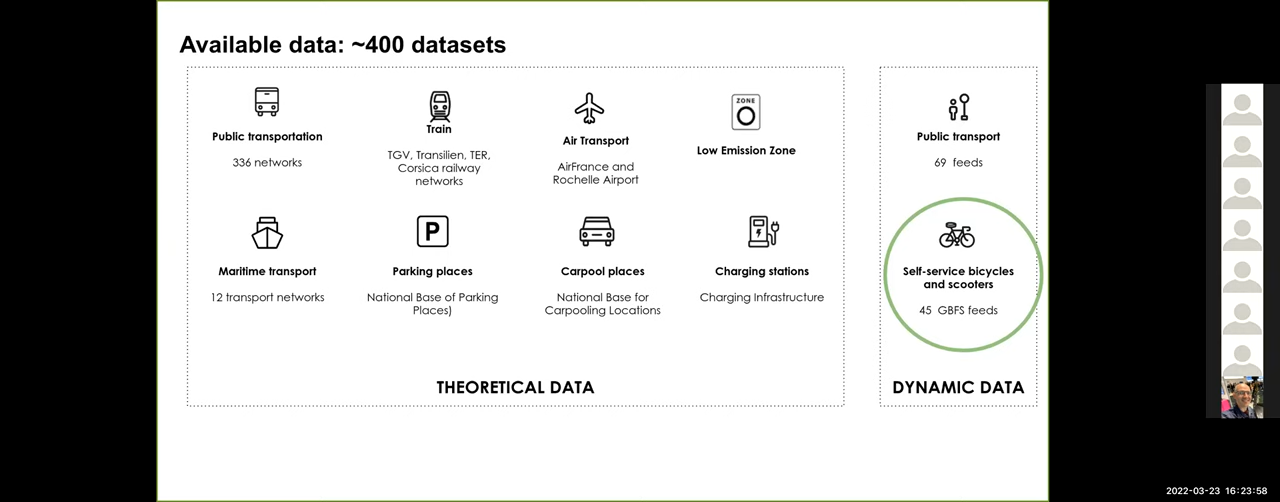 Available data: ~400 datasets
Public transportation
336 networks
Train
TGV, Transilien, TER,
Corsica railway
networks
Air Transport
AirFrance and
Rochelle Airport
ZONE
Low Emission Zone
Maritime transport
12 transport networks
P
Parking places
National Base of Parking
Places)
Carpool places
National Base for
Carpooling Locations
Charging stations
Charging Infrastructure
THEORETICAL DATA
Public transport
69 feeds
Self-service bicycles
and scooters
45 GBFS feeds
DYNAMIC DATA
2022-03-23 16:23:58